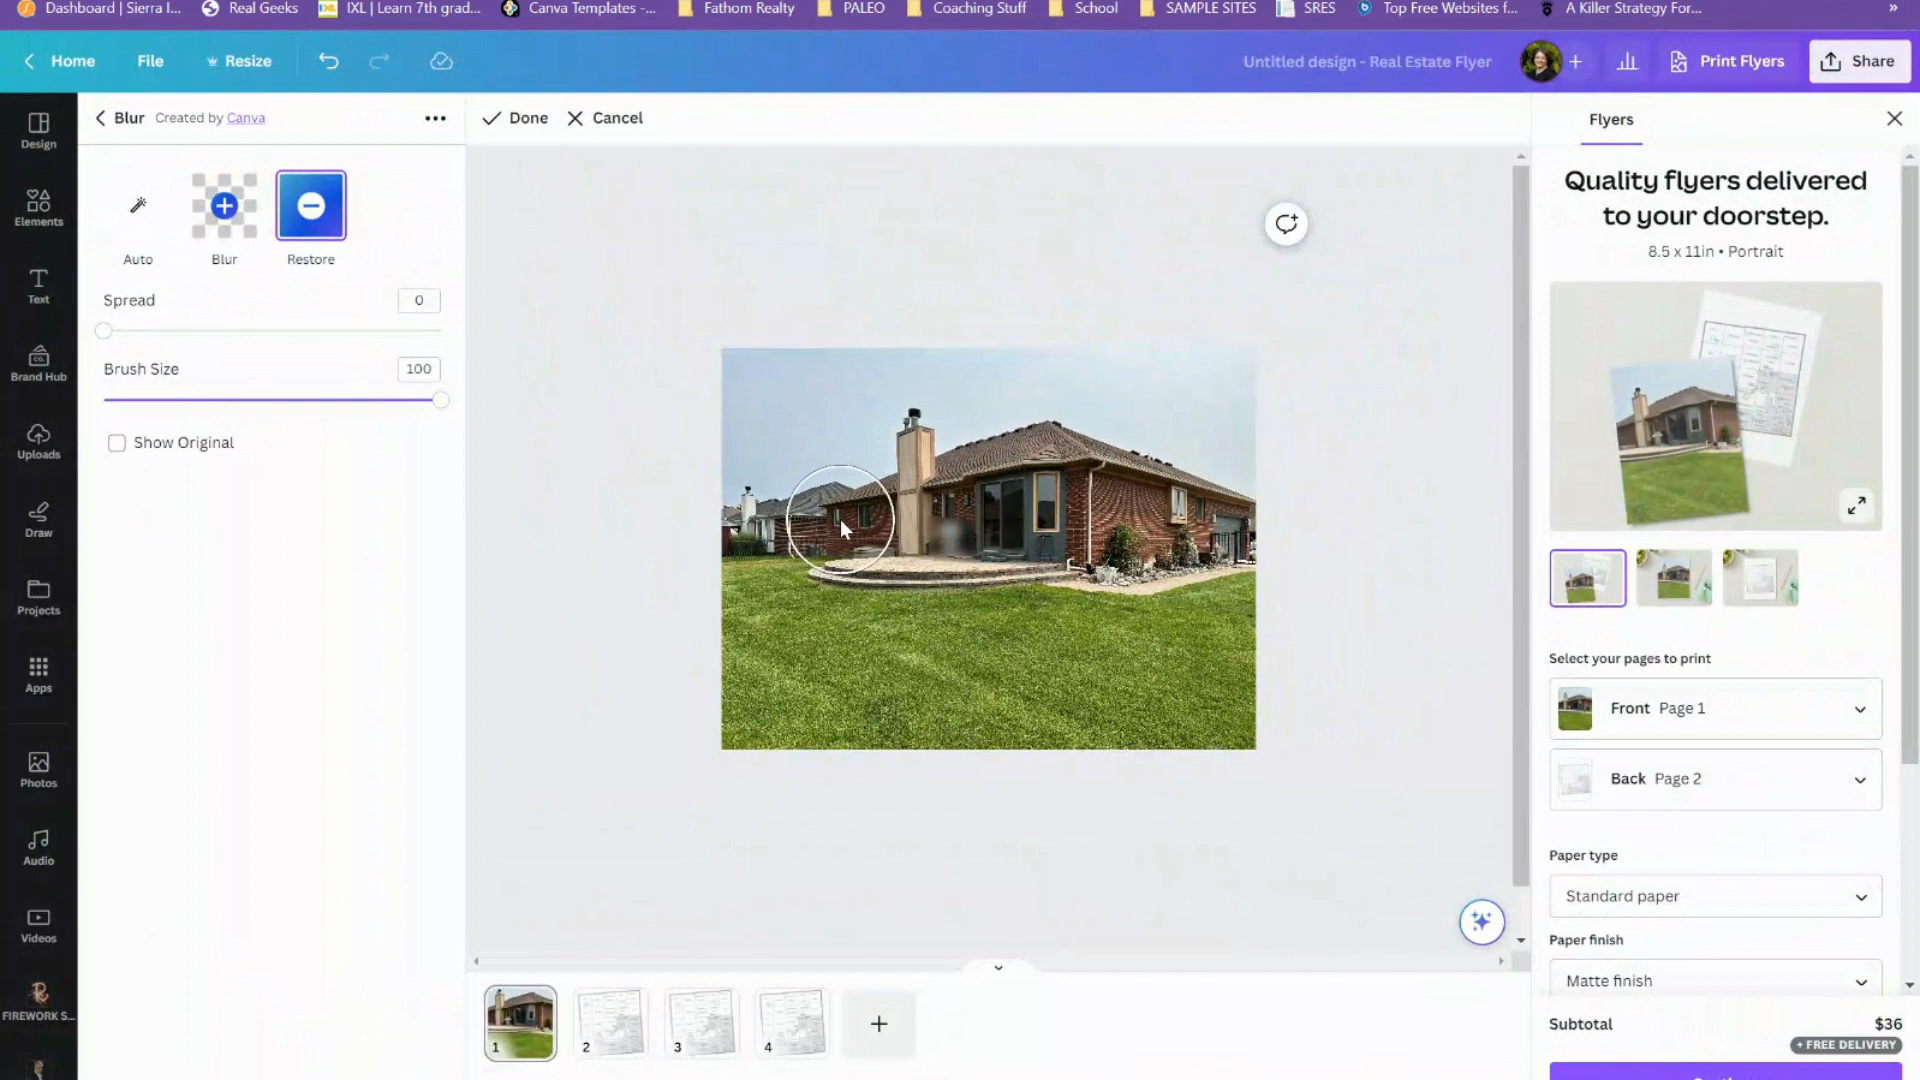 Dashboard | Sierra I...
Real Geeks
IXL | Learn 7th grad...
Canva Templates -...
Fathom Realty
PALEO
Coaching Stuff
School
SAMPLE SITES
SRES
Top Free Websites f...
A Killer Strategy For...
»
Home
File
Resize
Untitled design - Real Estate Flyer
Print Flyers
Share
Design
Elements
Text
Brand Hub
Uploads
Draw
Projects
Apps
Photos
Audio
Videos
FIREWORK S...
Blur Created by Canva
Auto
Blur
Restore
Spread
0
Brush Size
100
Show Original
Done
Cancel
1
2
3
4
Flyers
Quality flyers delivered
to your doorstep.
8.5 x 11in • Portrait
Select your pages to print
Front Page 1
Back Page 2
Paper type
Standard paper
Paper finish
Matte finish
Subtotal
$36
+ FREE DELIVERY